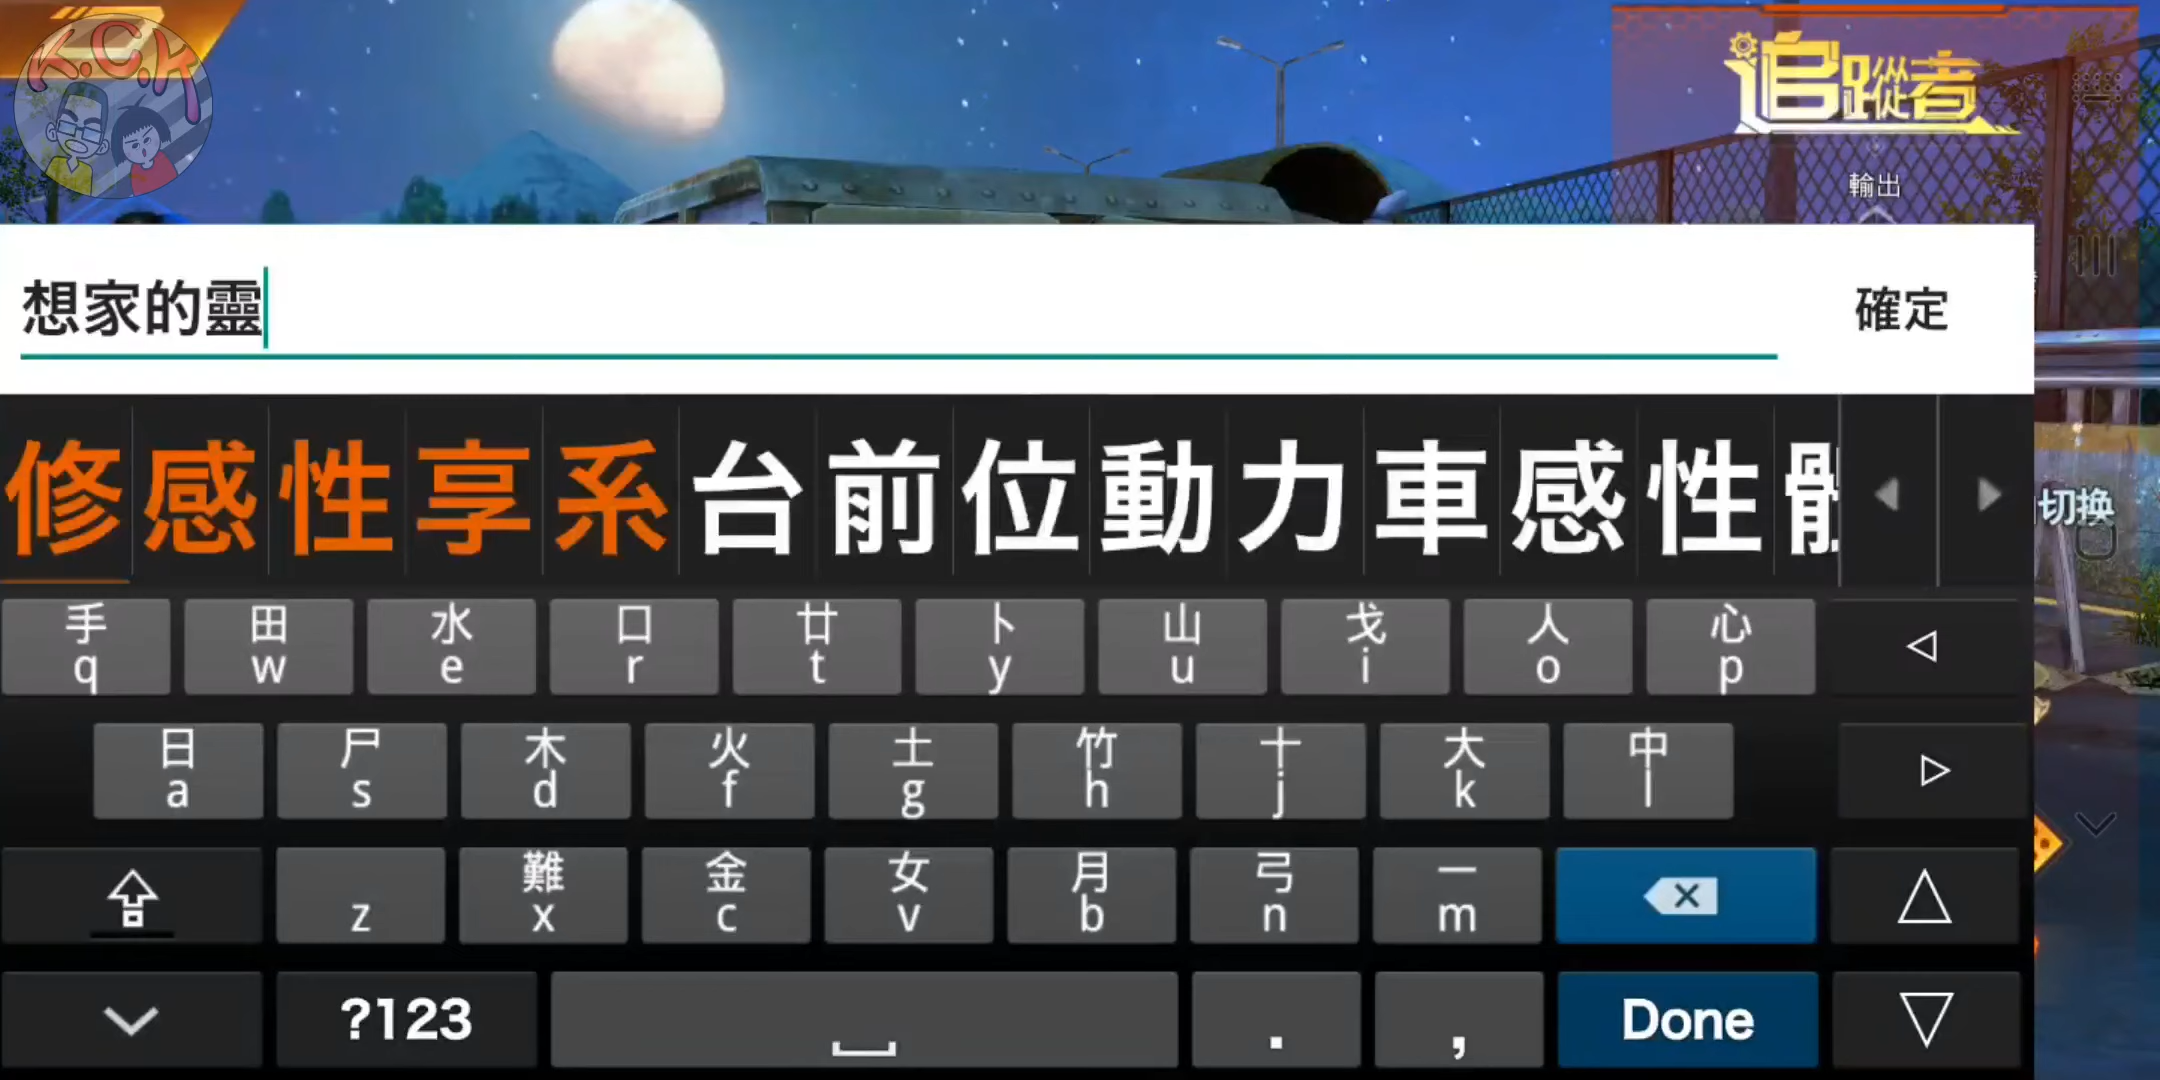 K.C.K
追蹤者
輸出
想家的靈
確定
修 感 性 享 系 台 前 位 動 力 車 感 性
切換
手 田 水 口 廿 卜 山 戈 人 心
q w e r t y u i o p
日 尸 木 火 土 竹 十 大 中
a s d f g h j k l
難 金 女 月 弓 一
z x c v b n m
?123 . , Done